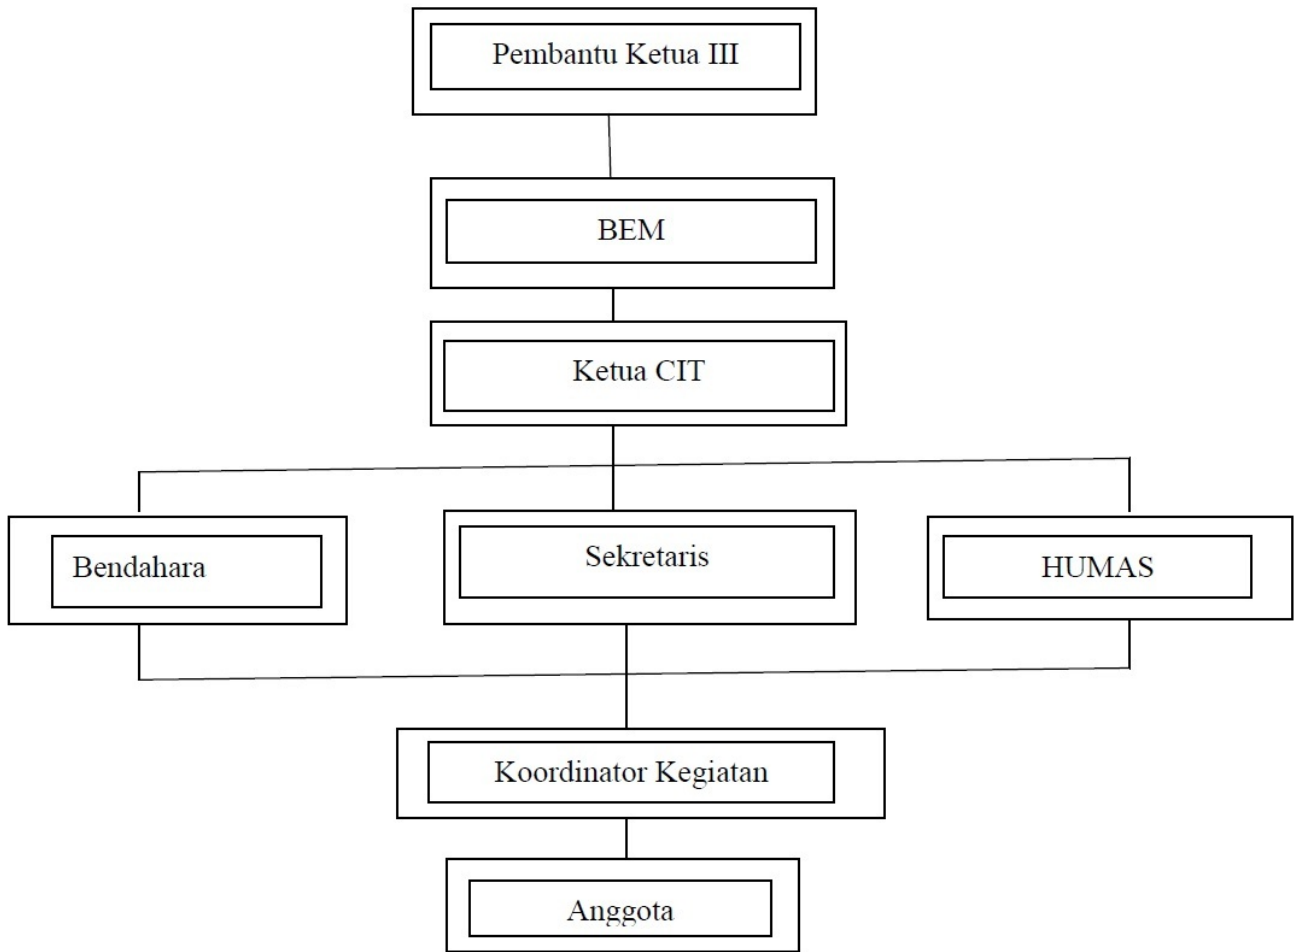 Pembantu Ketua III
BEM
Ketua CIT
Bendahara
Sekretaris
HUMAS
Koordinator Kegiatan
Anggota